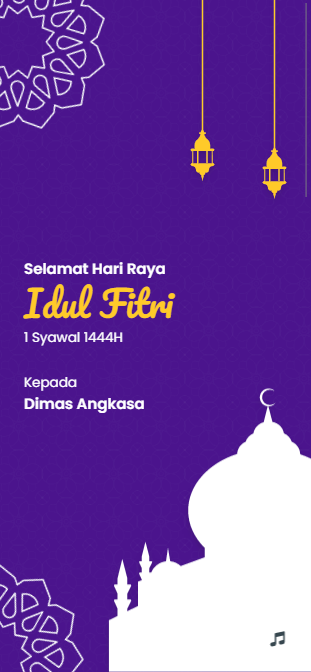 Selamat Hari Raya
Idul Fitri
1 Syawal 1444H
Kepada
Dimas Angkasa